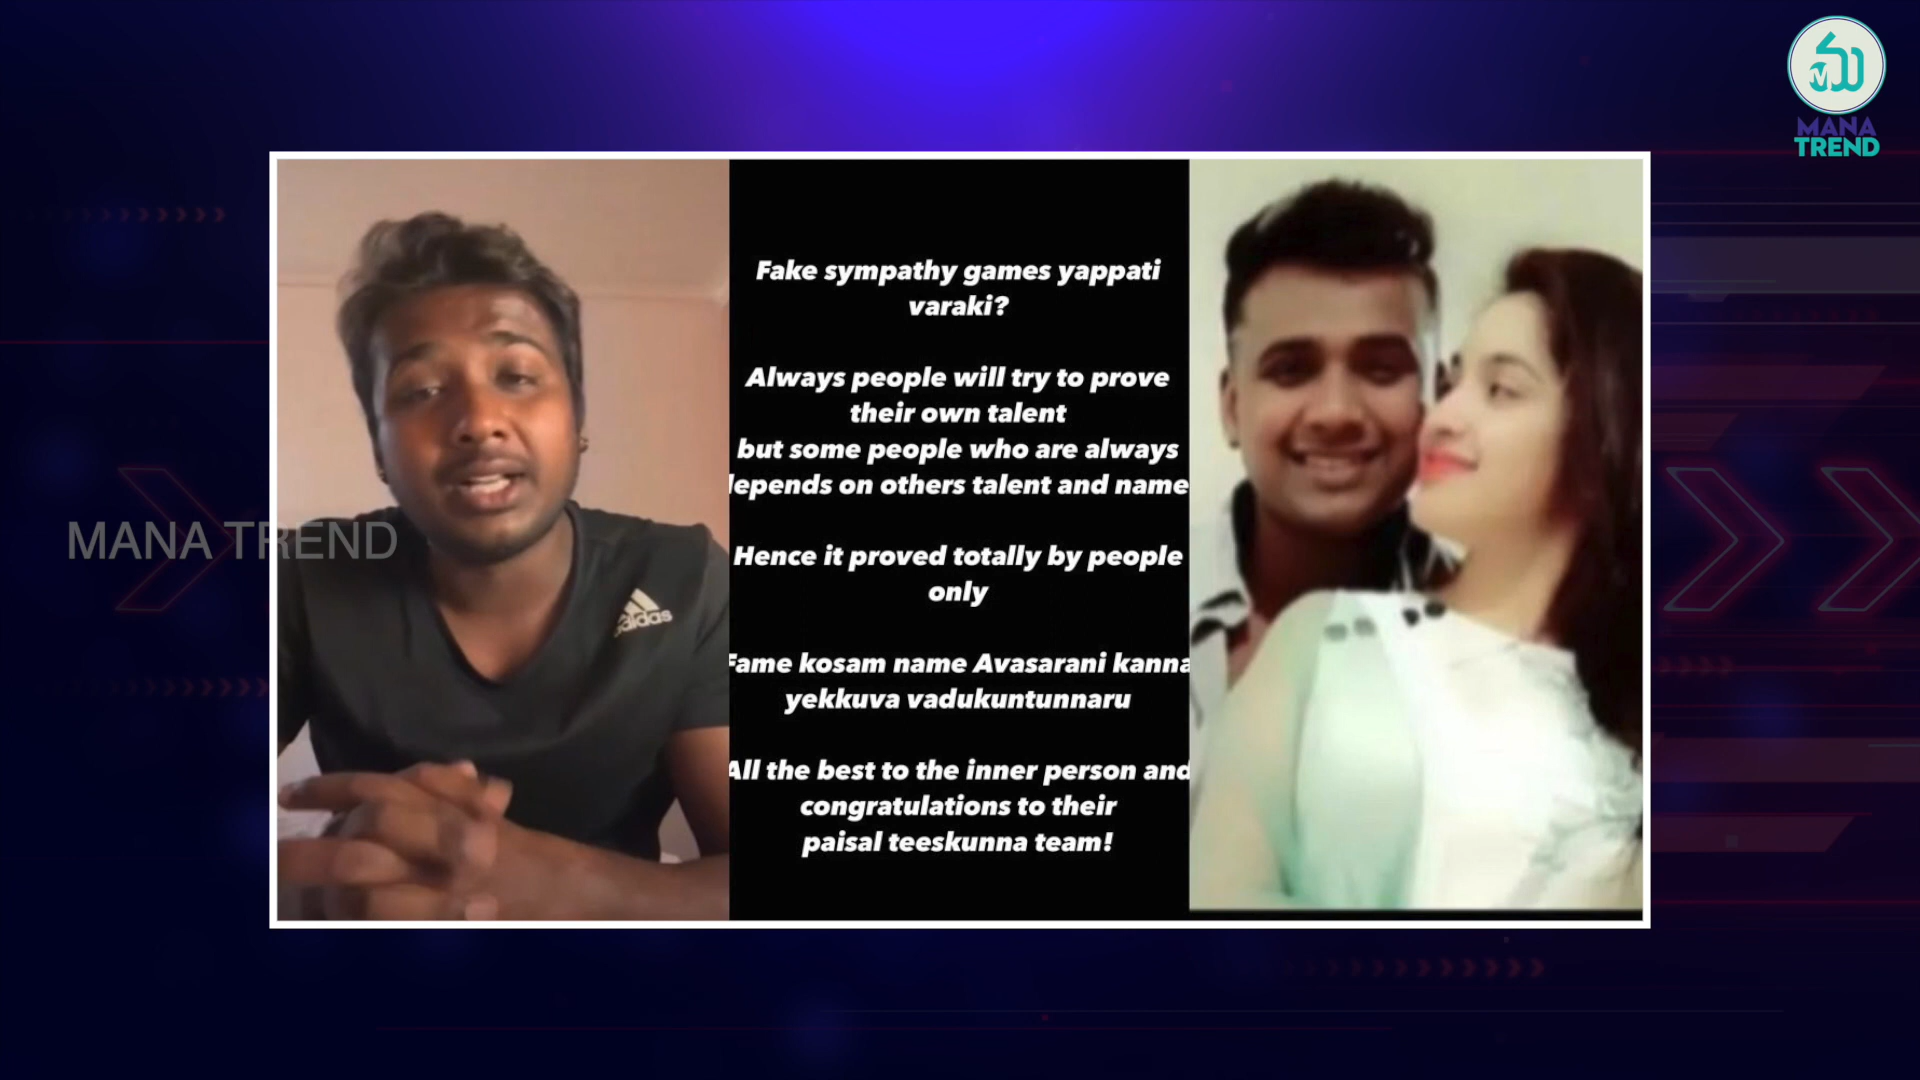 మ
MANA
TREND
Fake sympathy games yappati
varaki?
Always people will try to prove
their own talent
but some people who are always
depends on others talent and name
Hence it proved totally by people
only
Fame kosam name Avasarani kanna
yekkuva vadukuntunnaru
All the best to the inner person and
congratulations to their
paisal teeskunna team!
MANA TREND
adidas